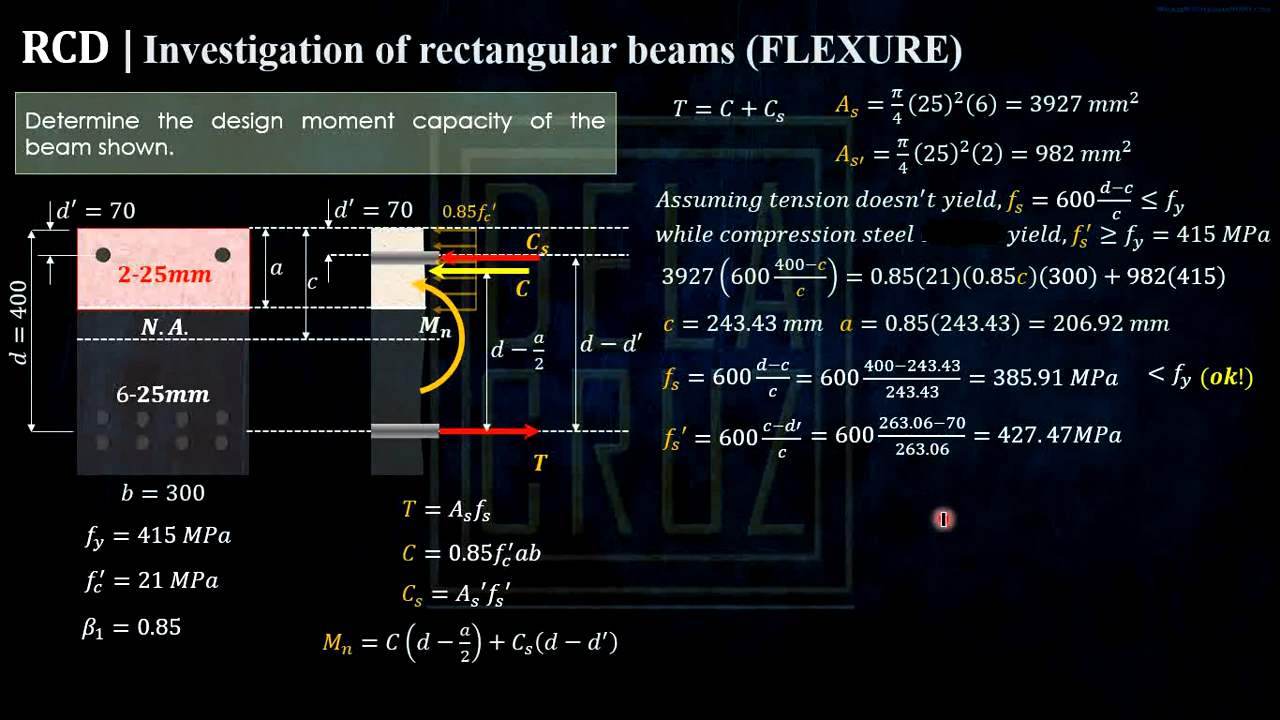 RCD | Investigation of rectangular beams (FLEXURE)
Determine the design moment capacity of the
beam shown.
d′ = 70
d′ = 70
0.85f_c′
C_s
2-25mm
a
c
C
d = 400
N.A.
M_n
d − a/2
d − d′
6-25mm
T
b = 300
f_y = 415 MPa
f_c′ = 21 MPa
β₁ = 0.85
T = A_s f_s
C = 0.85f_c′ab
C_s = A_s′f_s′
M_n = C(d − a/2) + C_s(d − d′)
T = C + C_s
A_s = π/4 (25)²(6) = 3927 mm²
A_s′ = π/4 (25)²(2) = 982 mm²
Assuming tension doesn't yield, f_s = 600 (d−c)/c ≤ f_y
while compression steel yield, f_s′ ≥ f_y = 415 MPa
3927(600 (400−c)/c) = 0.85(21)(0.85c)(300) + 982(415)
c = 243.43 mm a = 0.85(243.43) = 206.92 mm
f_s = 600 (d−c)/c = 600 (400−243.43)/243.43 = 385.91 MPa < f_y (ok!)
f_s′ = 600 (c−d′)/c = 600 (263.06−70)/263.06 = 427.47MPa
DELA
CRUZ